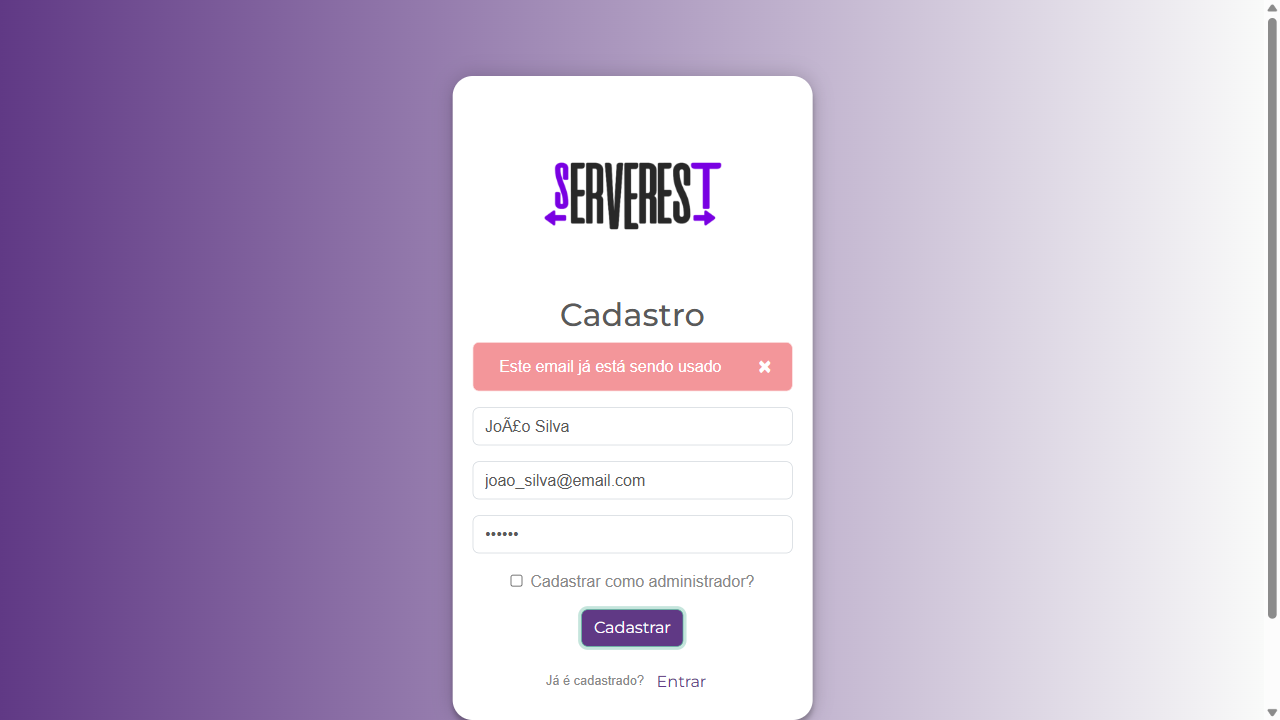 SERVEREST
Cadastro
Este email já está sendo usado
JoÃ£o Silva
joao_silva@email.com
••••••
Cadastrar como administrador?
Cadastrar
Já é cadastrado? Entrar